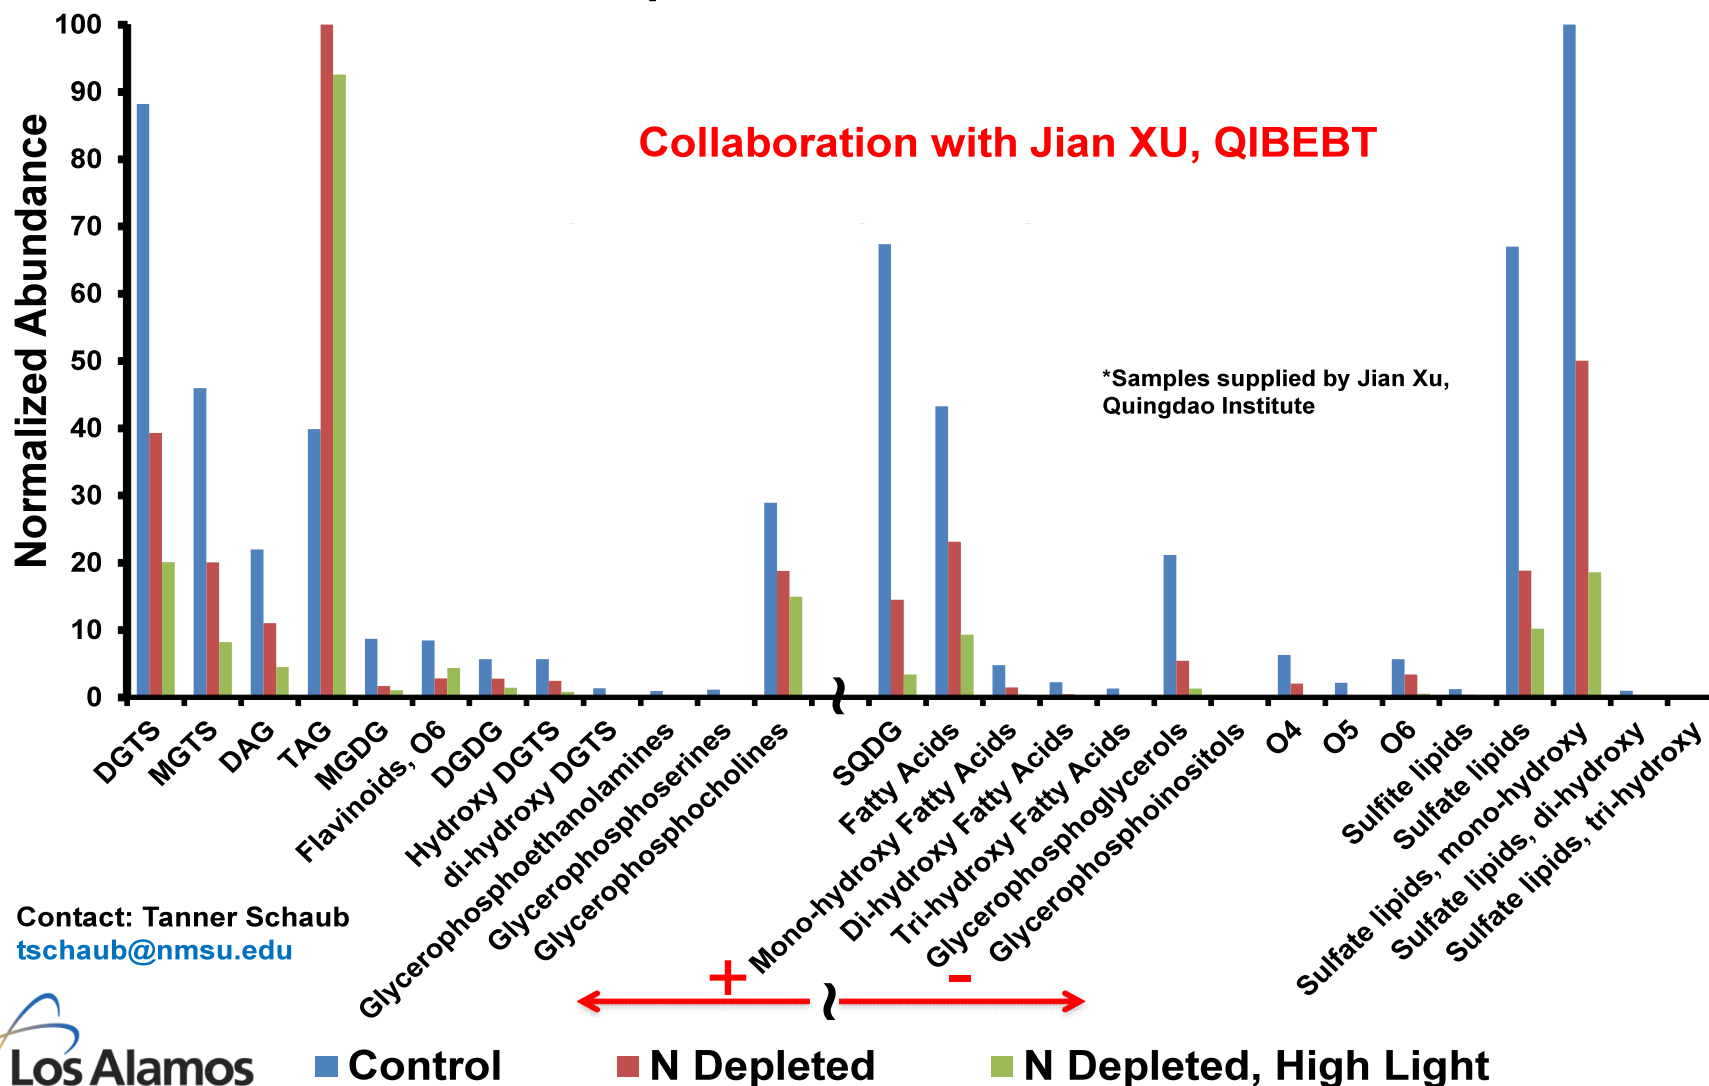 100
90
80
70
60
50
40
30
20
10
0
Normalized Abundance
Collaboration with Jian XU, QIBEBT
*Samples supplied by Jian Xu,
Quingdao Institute
DGTS
MGTS
DAG
TAG
MGDG
Flavinoids, O6
DGDG
Hydroxy DGTS
di-hydroxy DGTS
Glycerophosphoethanolamines
Glycerophosphoserines
Glycerophosphocholines
SQDG
Fatty Acids
Mono-hydroxy Fatty Acids
Di-hydroxy Fatty Acids
Tri-hydroxy Fatty Acids
Glycerophosphoglycerols
Glycerophosphoinositols
O4
O5
O6
Sulfite lipids
Sulfate lipids
Sulfate lipids, mono-hydroxy
Sulfate lipids, di-hydroxy
Sulfate lipids, tri-hydroxy
Contact: Tanner Schaub
tschaub@nmsu.edu
+ -
Los Alamos
Control
N Depleted
N Depleted, High Light